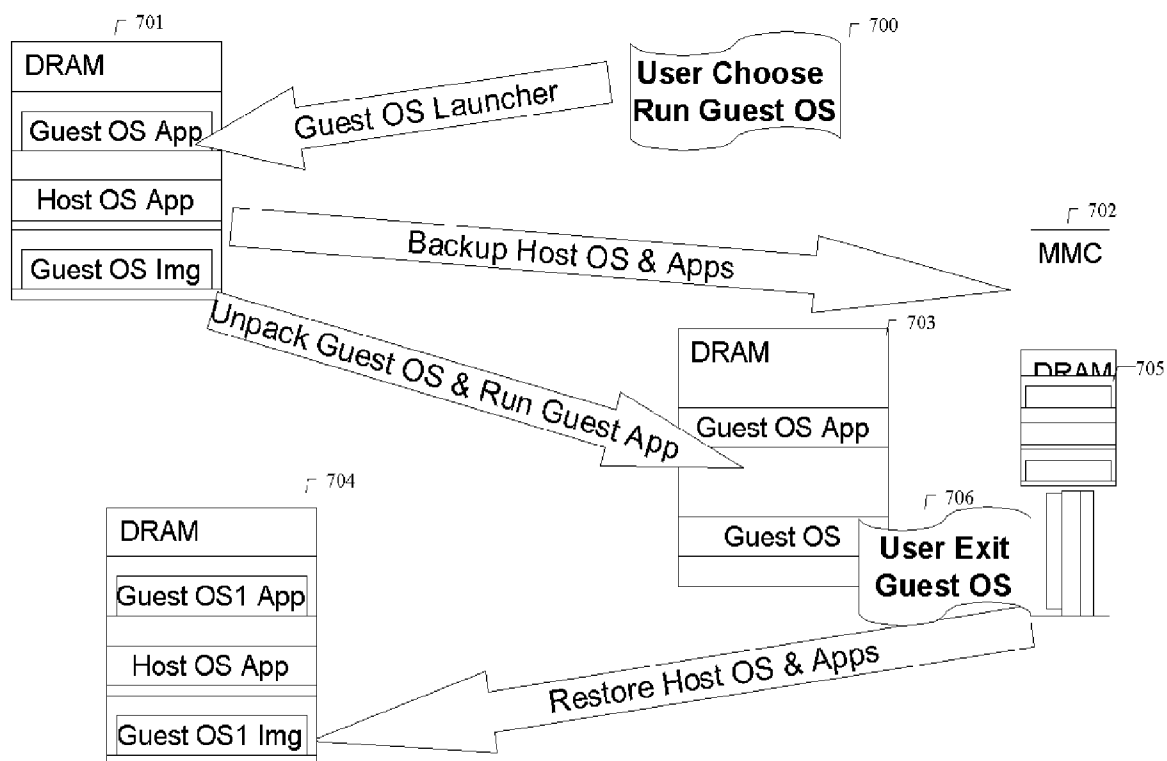 701
DRAM
Guest OS App
Host OS App
Guest OS Img
700
User Choose
Run Guest OS
Guest OS Launcher
Backup Host OS & Apps
702
MMC
Unpack Guest OS & Run Guest App
703
DRAM
Guest OS App
Guest OS
DRAM
705
706
User Exit
Guest OS
704
DRAM
Guest OS1 App
Host OS App
Guest OS1 Img
Restore Host OS & Apps